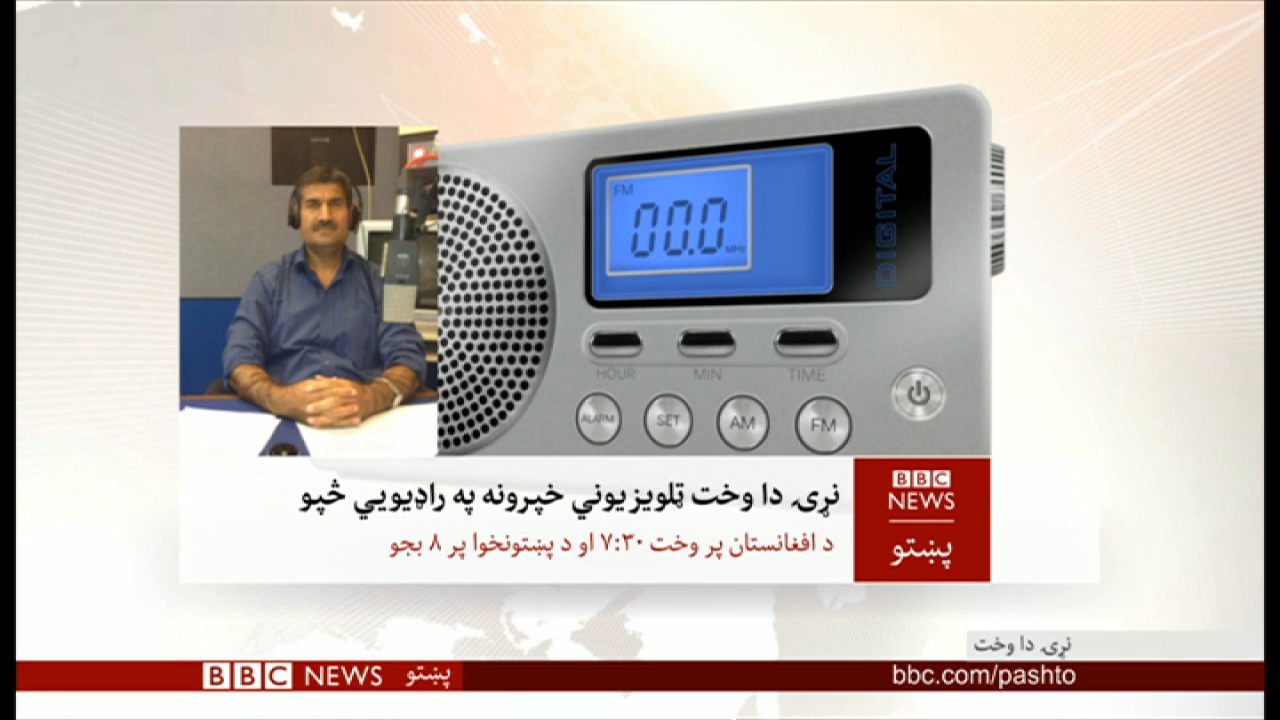 FM
00.0
MHz
DIGITAL
HOUR MIN TIME
ALARM SET AM FM
نړۍ دا وخت ټلویزیوني خپرونه په راډیويي څپو
د افغانستان پر وخت ۷:۳۰ او د پښتونخوا پر ۸ بجو
BBC
NEWS
پښتو
نړۍ دا وخت
BBC NEWS پښتو
bbc.com/pashto